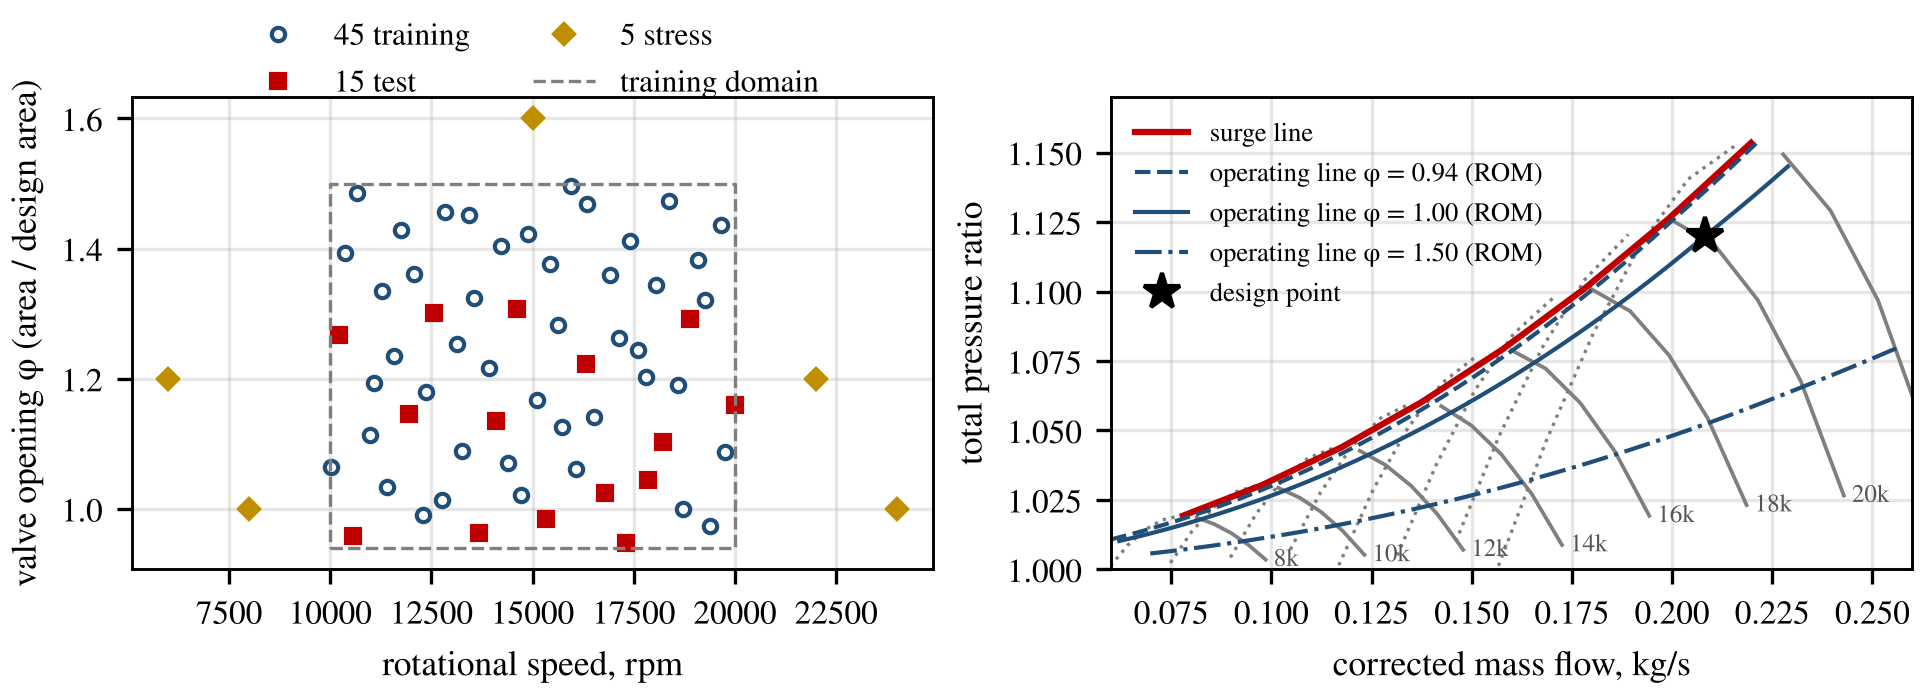 45 training
5 stress
15 test
training domain
valve opening φ (area / design area)
1.6
1.4
1.2
1.0
7500
10000
12500
15000
17500
20000
22500
rotational speed, rpm
surge line
operating line φ = 0.94 (ROM)
operating line φ = 1.00 (ROM)
operating line φ = 1.50 (ROM)
design point
total pressure ratio
1.150
1.125
1.100
1.075
1.050
1.025
1.000
8k
10k
12k
14k
16k
18k
20k
0.075
0.100
0.125
0.150
0.175
0.200
0.225
0.250
corrected mass flow, kg/s